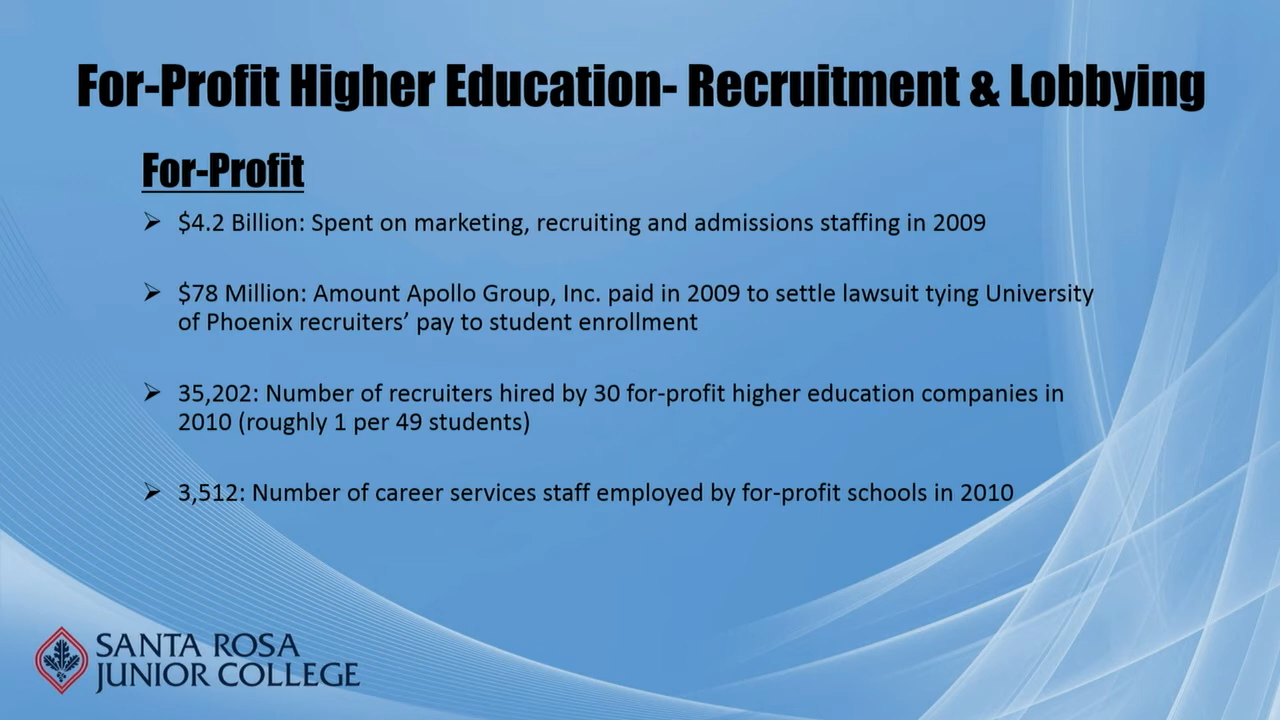 For-Profit Higher Education- Recruitment & Lobbying
For-Profit
➢ $4.2 Billion: Spent on marketing, recruiting and admissions staffing in 2009
➢ $78 Million: Amount Apollo Group, Inc. paid in 2009 to settle lawsuit tying University
of Phoenix recruiters’ pay to student enrollment
➢ 35,202: Number of recruiters hired by 30 for-profit higher education companies in
2010 (roughly 1 per 49 students)
➢ 3,512: Number of career services staff employed by for-profit schools in 2010
SANTA ROSA
JUNIOR COLLEGE